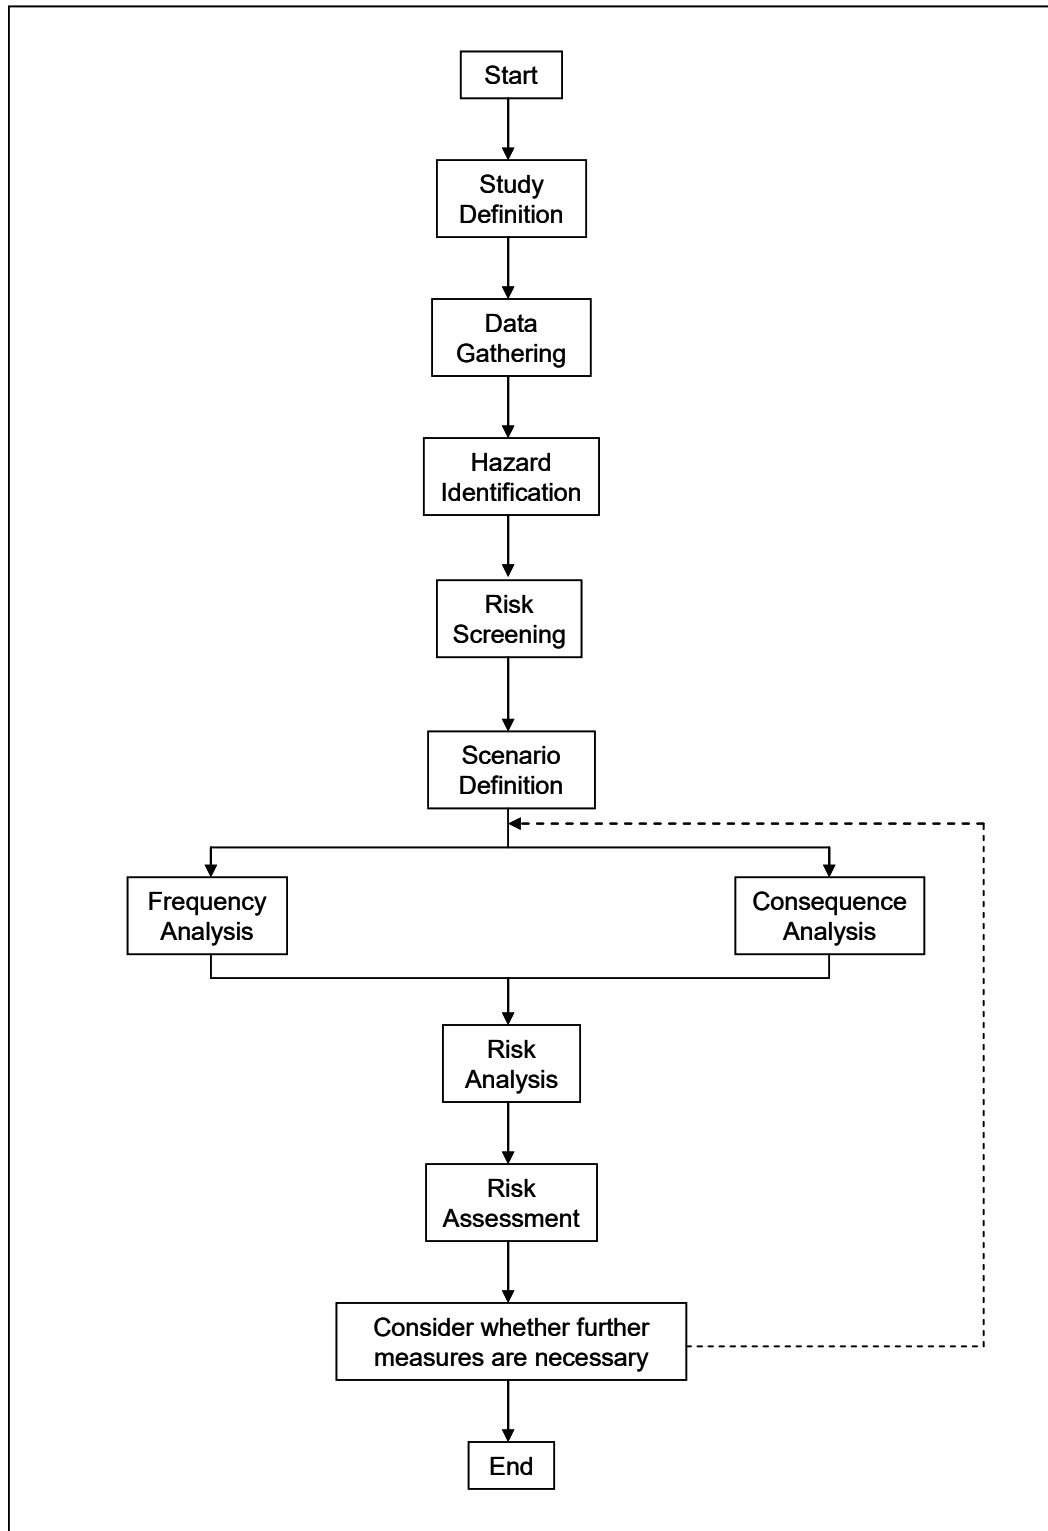 Start
Study
Definition
Data
Gathering
Hazard
Identification
Risk
Screening
Scenario
Definition
Frequency
Analysis
Consequence
Analysis
Risk
Analysis
Risk
Assessment
Consider whether further
measures are necessary
End